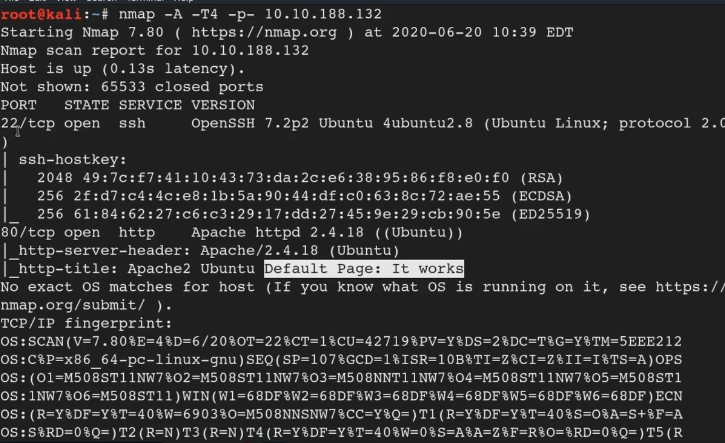 root@kali:~# nmap -A -T4 -p- 10.10.188.132
Starting Nmap 7.80 ( https://nmap.org ) at 2020-06-20 10:39 EDT
Nmap scan report for 10.10.188.132
Host is up (0.13s latency).
Not shown: 65533 closed ports
PORT   STATE SERVICE VERSION
22/tcp open  ssh     OpenSSH 7.2p2 Ubuntu 4ubuntu2.8 (Ubuntu Linux; protocol 2.0
)
| ssh-hostkey:
|   2048 49:7c:f7:41:10:43:73:da:2c:e6:38:95:86:f8:e0:f0 (RSA)
|   256 2f:d7:c4:4c:e8:1b:5a:90:44:df:c0:63:8c:72:ae:55 (ECDSA)
|_  256 61:84:62:27:c6:c3:29:17:dd:27:45:9e:29:cb:90:5e (ED25519)
80/tcp open  http    Apache httpd 2.4.18 ((Ubuntu))
|_http-server-header: Apache/2.4.18 (Ubuntu)
|_http-title: Apache2 Ubuntu Default Page: It works
No exact OS matches for host (If you know what OS is running on it, see https://
nmap.org/submit/ ).
TCP/IP fingerprint:
OS:SCAN(V=7.80%E=4%D=6/20%OT=22%CT=1%CU=42719%PV=Y%DS=2%DC=T%G=Y%TM=5EEE212
OS:C%P=x86_64-pc-linux-gnu)SEQ(SP=107%GCD=1%ISR=10B%TI=Z%CI=Z%II=I%TS=A)OPS
OS:(O1=M508ST11NW7%O2=M508ST11NW7%O3=M508NNT11NW7%O4=M508ST11NW7%O5=M508ST1
OS:1NW7%O6=M508ST11)WIN(W1=68DF%W2=68DF%W3=68DF%W4=68DF%W5=68DF%W6=68DF)ECN
OS:(R=Y%DF=Y%T=40%W=6903%O=M508NNSNW7%CC=Y%Q=)T1(R=Y%DF=Y%T=40%S=O%A=S+%F=A
OS:S%RD=0%Q=)T2(R=N)T3(R=N)T4(R=Y%DF=Y%T=40%W=0%S=A%A=Z%F=R%O=%RD=0%Q=)T5(R